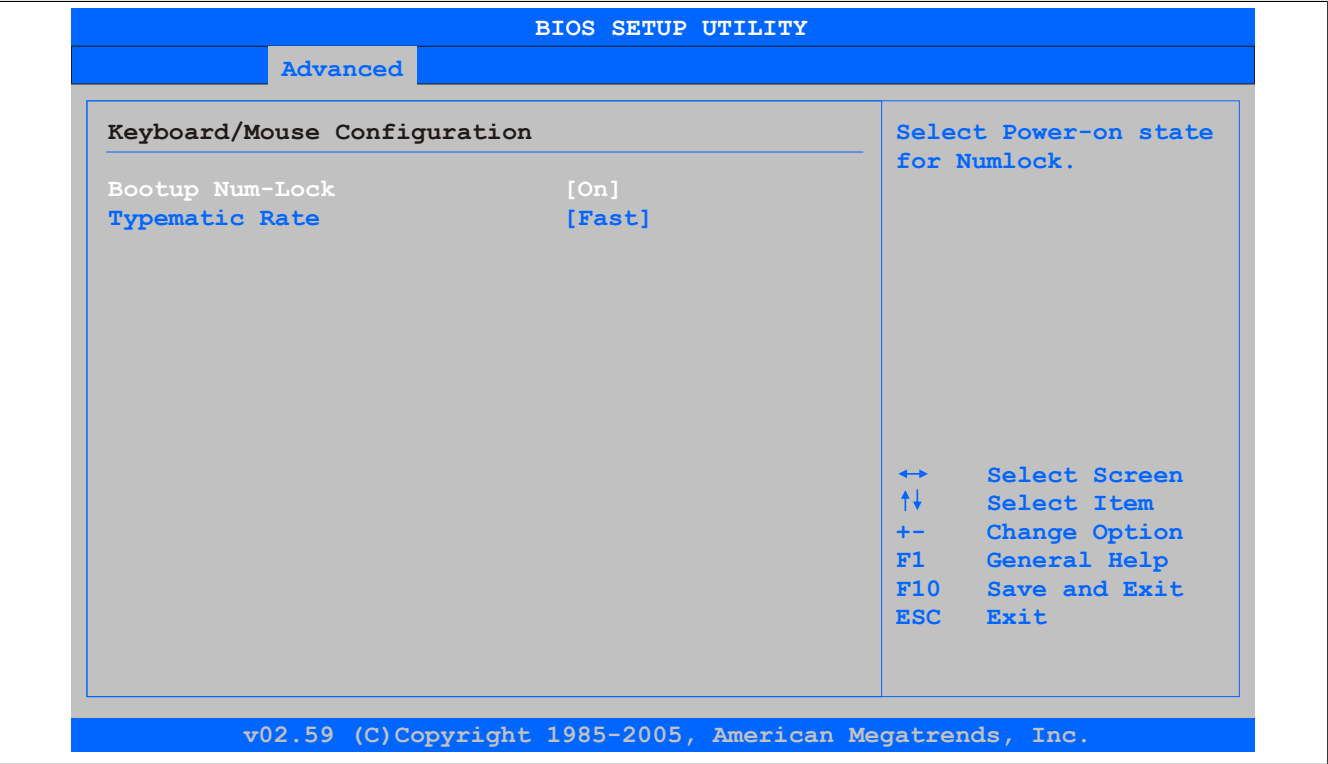 BIOS SETUP UTILITY
Advanced
Keyboard/Mouse Configuration
Bootup Num-Lock [On]
Typematic Rate [Fast]
Select Power-on state
for Numlock.
↔ Select Screen
↑↓ Select Item
+- Change Option
F1 General Help
F10 Save and Exit
ESC Exit
v02.59 (C)Copyright 1985-2005, American Megatrends, Inc.